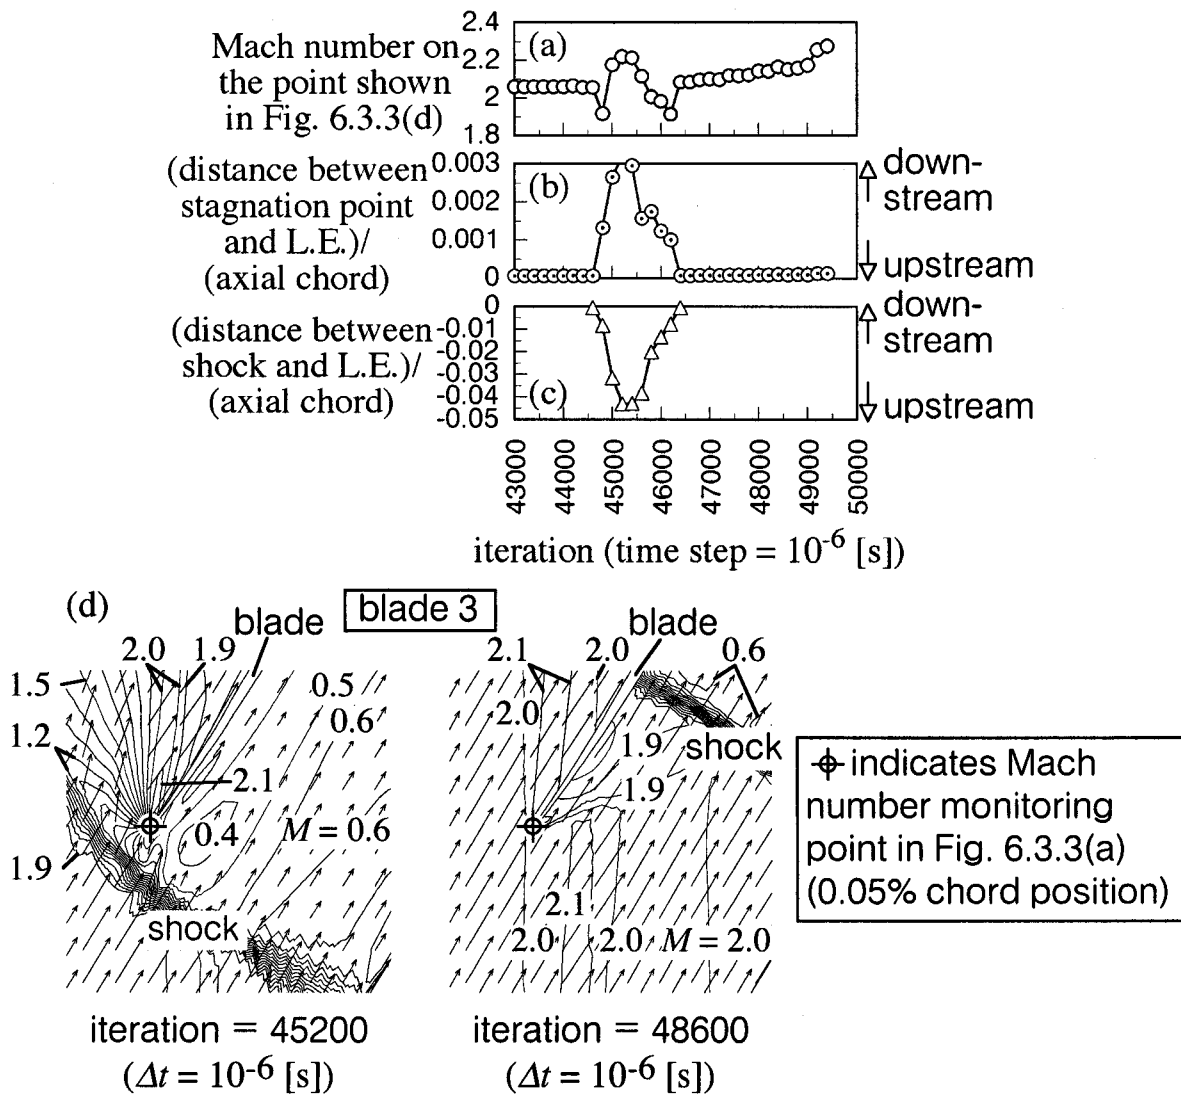 Mach number on
the point shown
in Fig. 6.3.3(d)
2.4
2.2
2
1.8
(a)
(distance between
stagnation point
and L.E.)/
(axial chord)
0.003
0.002
0.001
0
(b)
down-
stream
upstream
(distance between
shock and L.E.)/
(axial chord)
0
-0.01
-0.02
-0.03
-0.04
-0.05
(c)
down-
stream
upstream
43000
44000
45000
46000
47000
48000
49000
50000
iteration (time step = 10-6 [s])
(d)
blade 3
blade
2.0
1.9
1.5
0.5
0.6
1.2
2.1
0.4
M = 0.6
1.9
shock
iteration = 45200
(Δt = 10-6 [s])
blade
2.1
2.0
0.6
2.0
1.9
shock
1.9
2.1
2.0
2.0
M = 2.0
iteration = 48600
(Δt = 10-6 [s])
indicates Mach
number monitoring
point in Fig. 6.3.3(a)
(0.05% chord position)